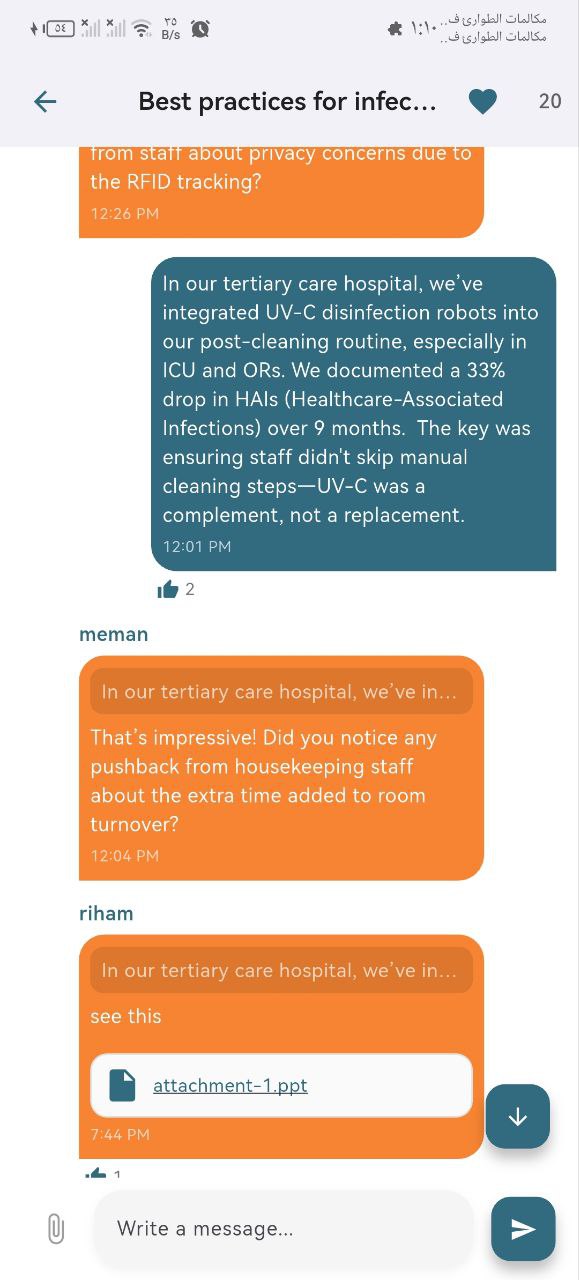 ٥٤
٣٥
B/s
١:١٠
مكالمات الطوارئ ف..
مكالمات الطوارئ ف..
Best practices for infec...
20
from staff about privacy concerns due to
the RFID tracking?
12:26 PM
In our tertiary care hospital, we’ve
integrated UV-C disinfection robots into
our post-cleaning routine, especially in
ICU and ORs. We documented a 33%
drop in HAIs (Healthcare-Associated
Infections) over 9 months.  The key was
ensuring staff didn't skip manual
cleaning steps—UV-C was a
complement, not a replacement.
12:01 PM
2
meman
In our tertiary care hospital, we’ve in...
That’s impressive! Did you notice any
pushback from housekeeping staff
about the extra time added to room
turnover?
12:04 PM
riham
In our tertiary care hospital, we’ve in...
see this
attachment-1.ppt
7:44 PM
1
Write a message...